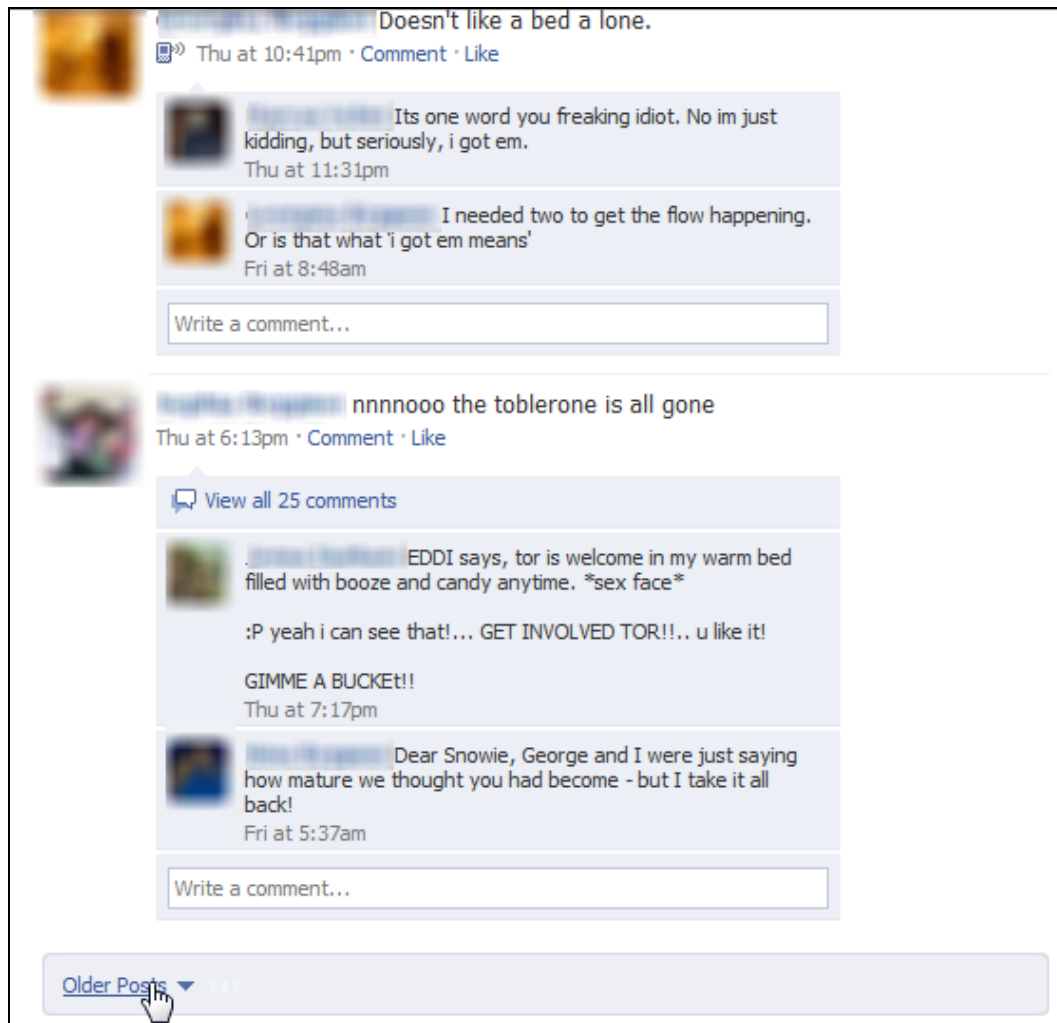 Doesn't like a bed a lone.
Thu at 10:41pm · Comment · Like
Its one word you freaking idiot. No im just
kidding, but seriously, i got em.
Thu at 11:31pm
I needed two to get the flow happening.
Or is that what 'i got em means'
Fri at 8:48am
Write a comment...
nnnnooo the toblerone is all gone
Thu at 6:13pm · Comment · Like
View all 25 comments
EDDI says, tor is welcome in my warm bed
filled with booze and candy anytime. *sex face*
:P yeah i can see that!... GET INVOLVED TOR!!.. u like it!
GIMME A BUCKEt!!
Thu at 7:17pm
Dear Snowie, George and I were just saying
how mature we thought you had become - but I take it all
back!
Fri at 5:37am
Write a comment...
Older Posts